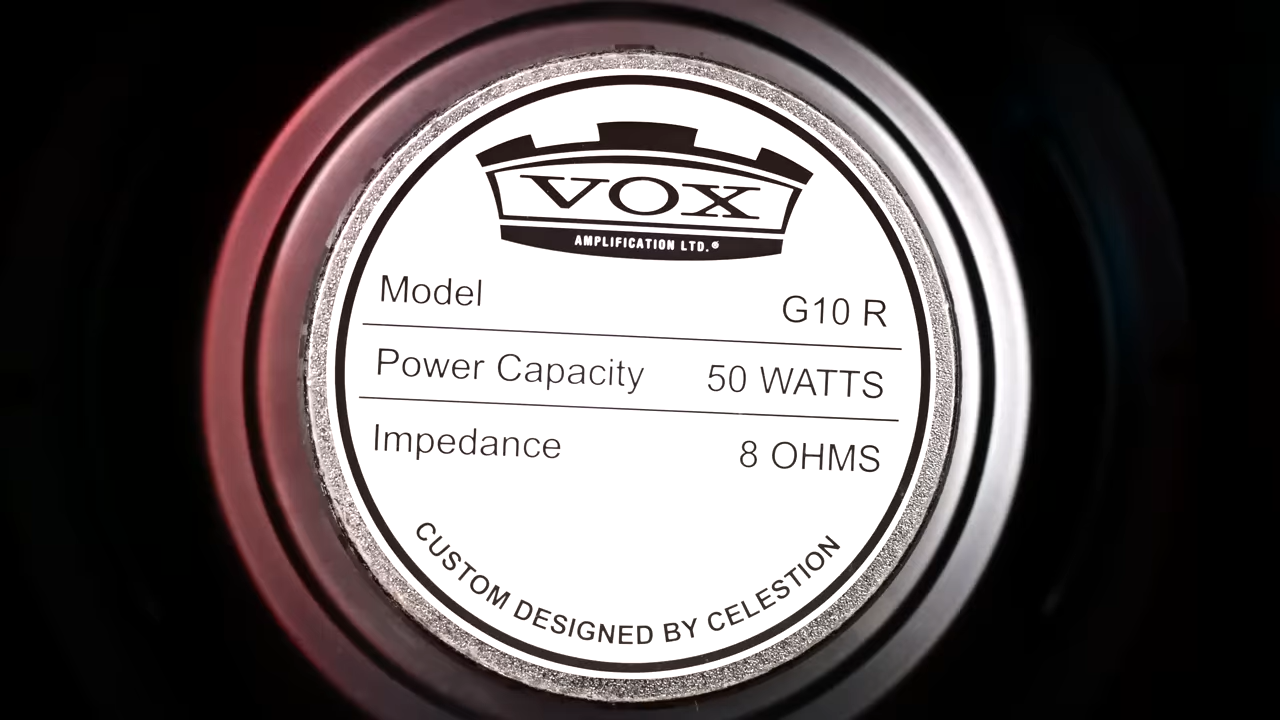 VOX
AMPLIFICATION LTD.®
Model G10 R
Power Capacity 50 WATTS
Impedance 8 OHMS
CUSTOM DESIGNED BY CELESTION